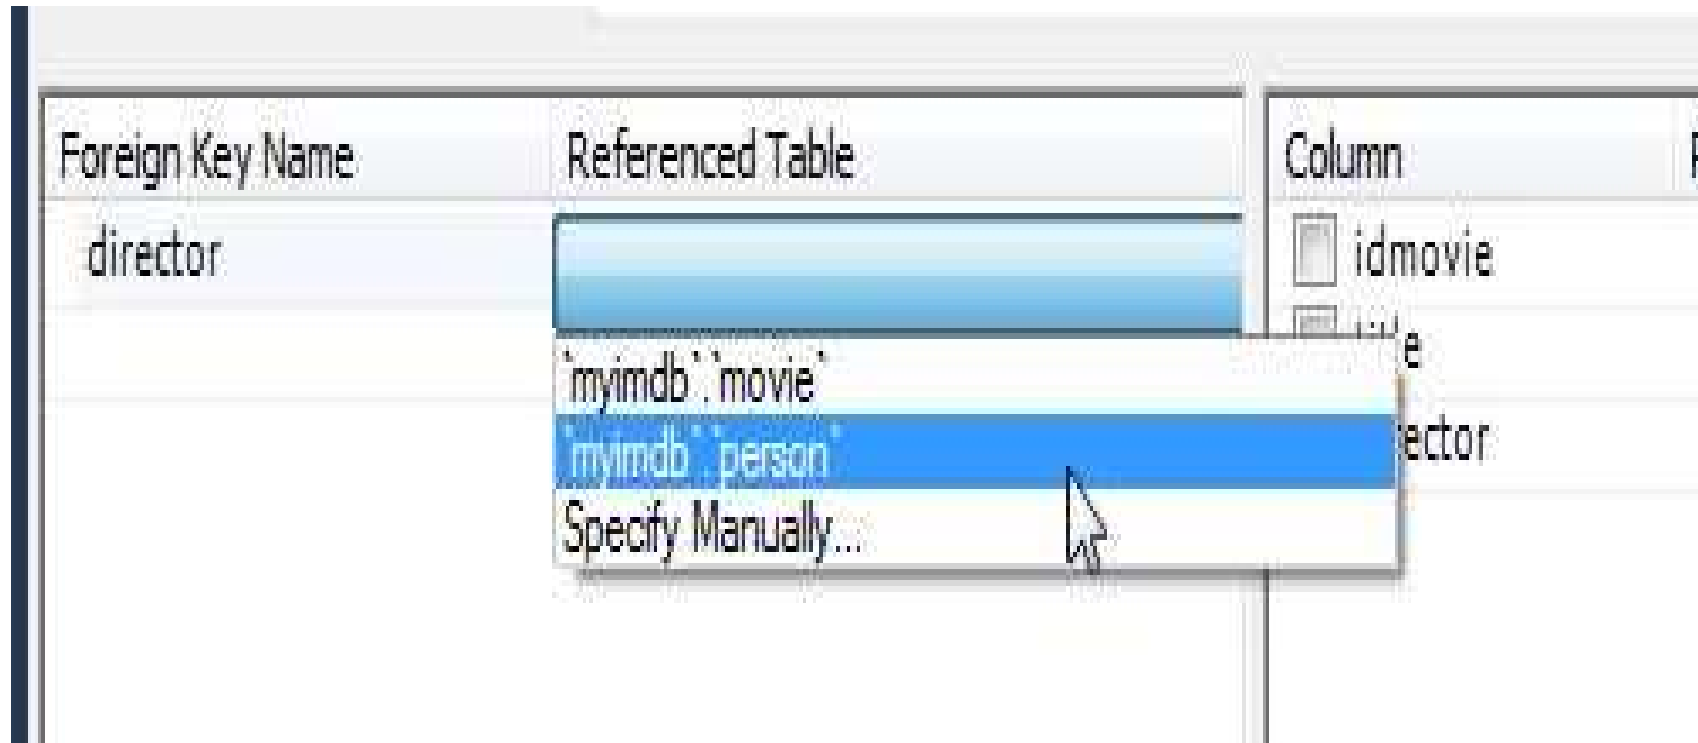 Foreign Key Name Referenced Table Column
director idmovie
`myimdb`.`movie`
`myimdb`.`person`
Specify Manually...